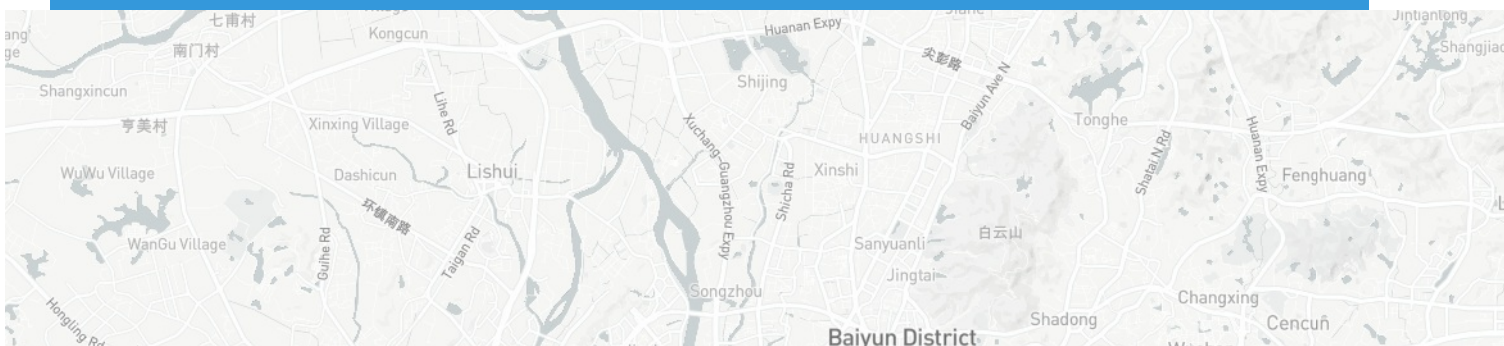 七甫村
Kongcun
Huanan Expy
Jintianlong
南门村
尖彭路
Shangjiao
Shijing
Shangxincun
Lihe Rd
Baiyun Ave N
亨美村
Xinxing Village
Xuchang-Guangzhou Expy
HUANGSHI
Tonghe
Huanan Expy
WuWu Village
Dashicun
Lishui
Shicha Rd
Xinshi
Shatai N Rd
Fenghuang
环镇南路
WanGu Village
Guihe Rd
Taigan Rd
Sanyuanli
白云山
Jingtai
Songzhou
Changxing
Hongling Rd
Shadong
Cencun
Baiyun District